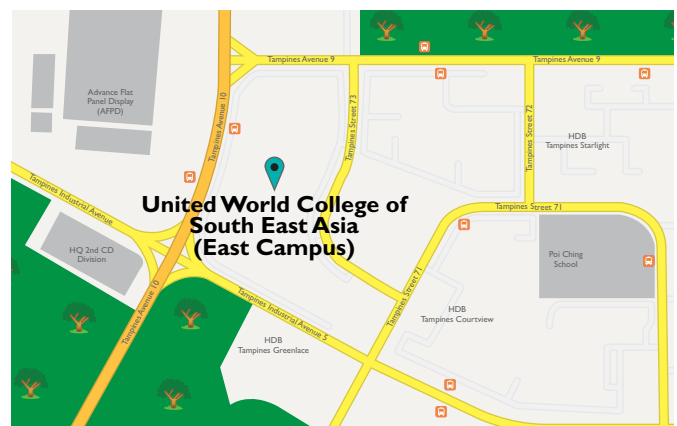 Tampines Avenue 9
Tampines Avenue 9
Advance Flat
Panel Display
(AFPD)
Tampines Avenue 10
Tampines Street 73
Tampines Street 72
HDB
Tampines Starlight
Tampines Industrial Avenue
United World College of
South East Asia
(East Campus)
Tampines Street 71
HQ 2nd CD
Division
Poi Ching
School
Tampines Avenue 10
Tampines Street 71
Tampines Industrial Avenue 5
HDB
Tampines Courtview
HDB
Tampines Greenlace